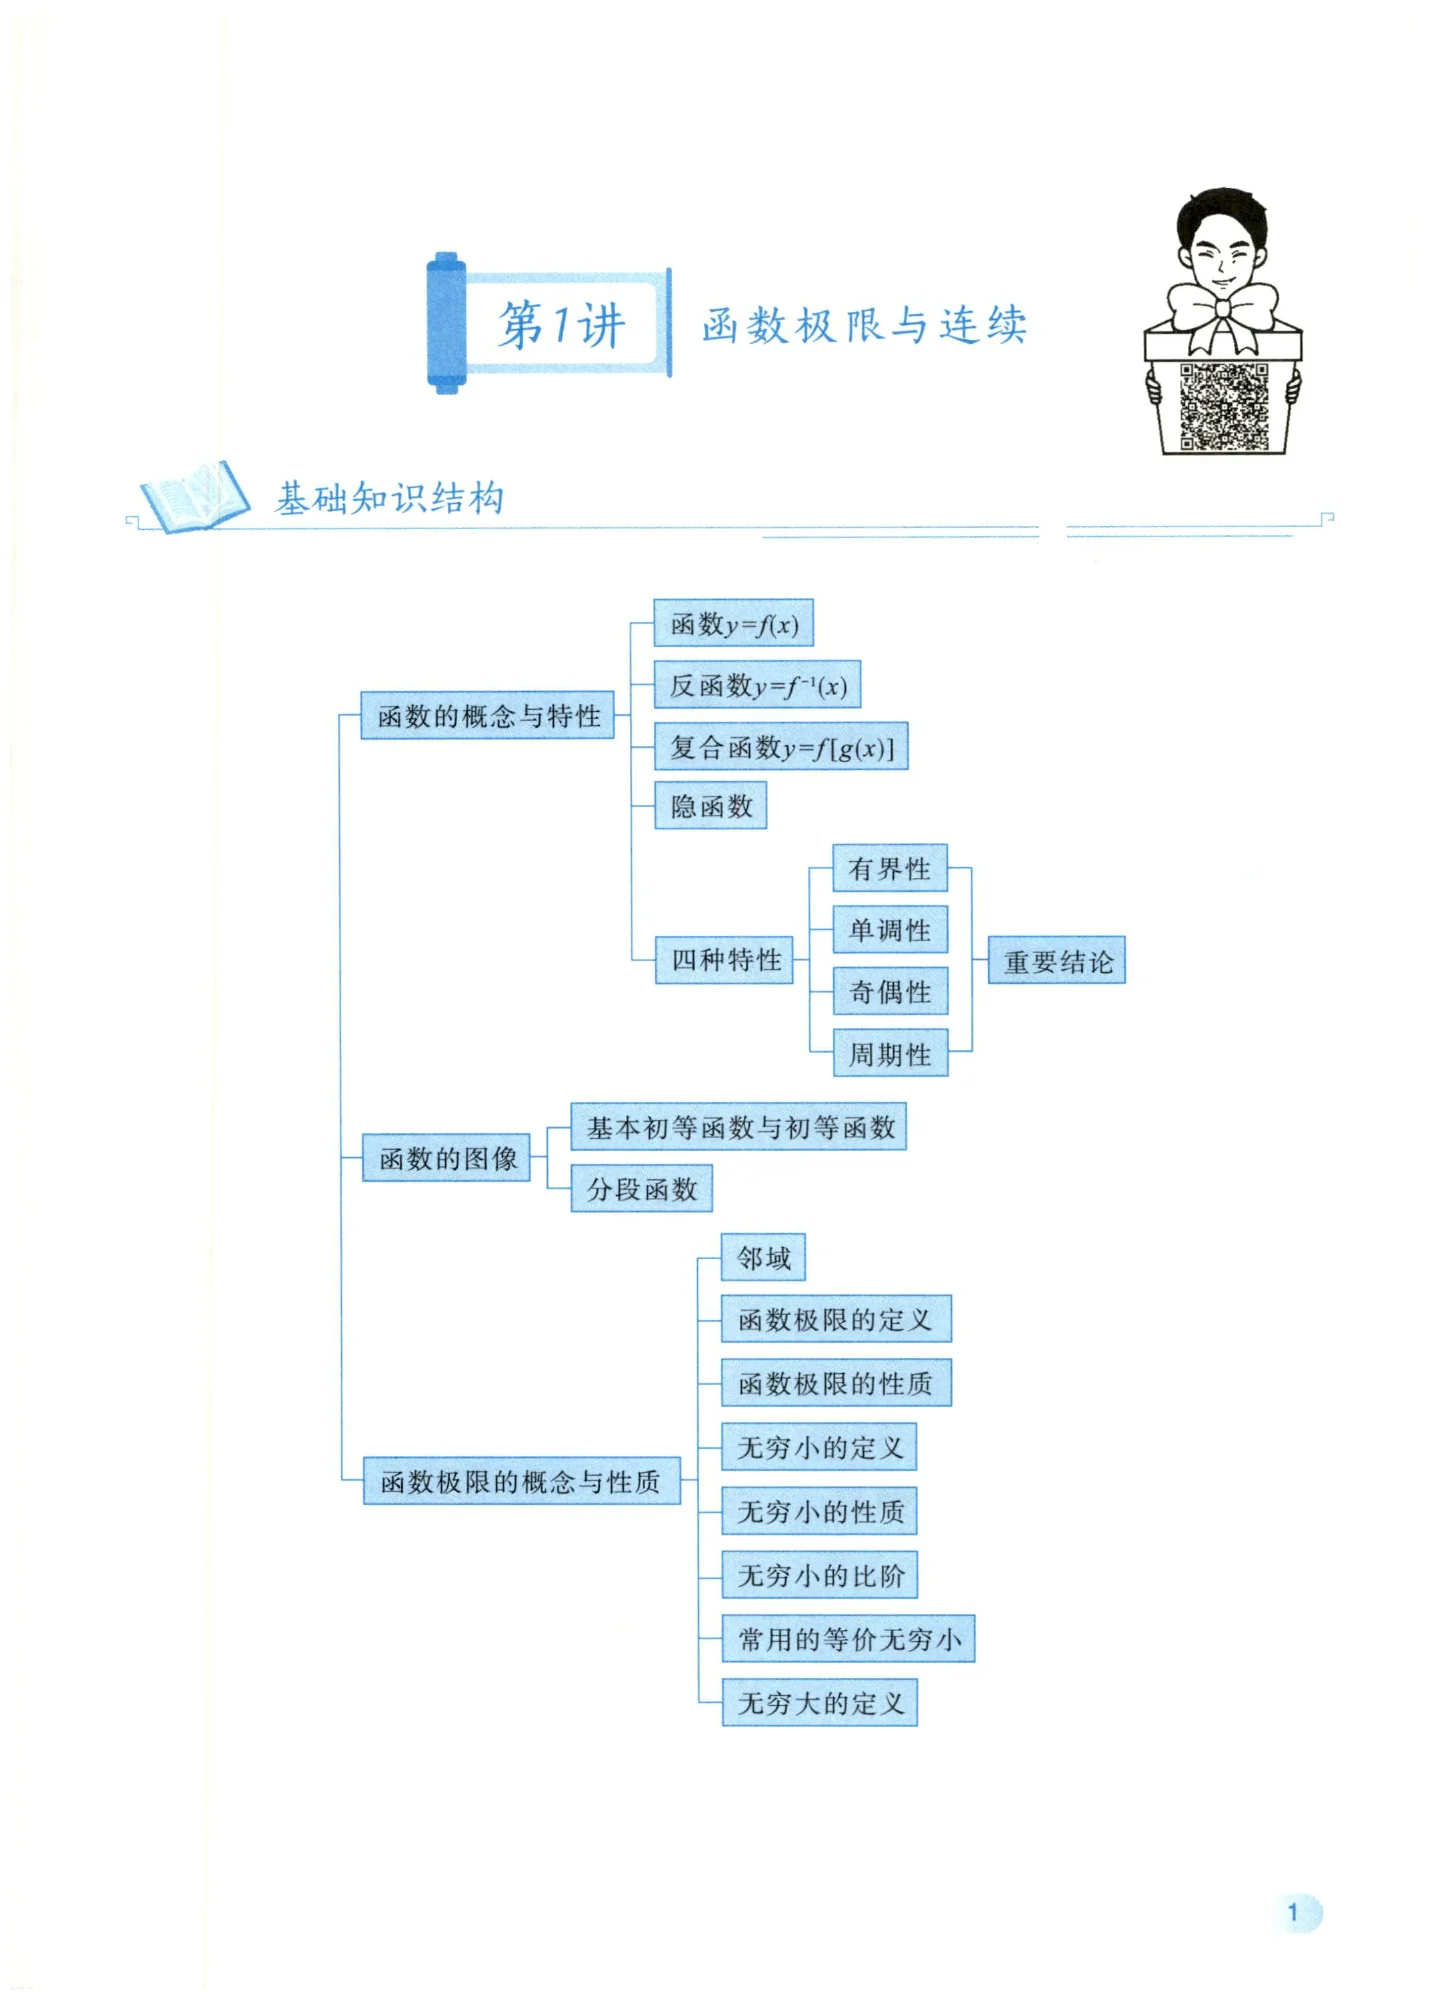 第1讲
函数极限与连续
基础知识结构
函数y=f(x)
反函数y=f⁻¹(x)
函数的概念与特性
复合函数y=f[g(x)]
隐函数
有界性
单调性
四种特性
重要结论
奇偶性
周期性
基本初等函数与初等函数
函数的图像
分段函数
邻域
函数极限的定义
函数极限的性质
无穷小的定义
函数极限的概念与性质
无穷小的性质
无穷小的比阶
常用的等价无穷小
无穷大的定义
1